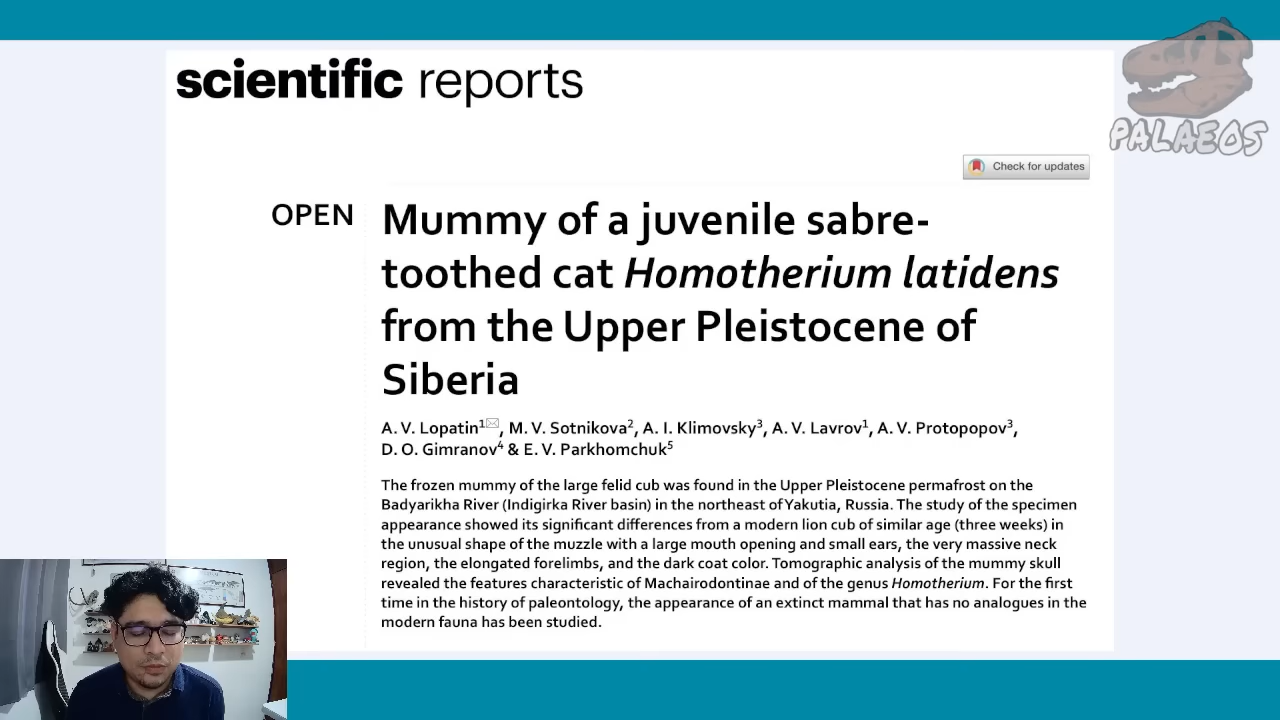 scientific reports
PALAEOS
Check for updates
OPEN
Mummy of a juvenile sabre-
toothed cat Homotherium latidens
from the Upper Pleistocene of
Siberia
A. V. Lopatin1✉, M. V. Sotnikova2, A. I. Klimovsky3, A. V. Lavrov1, A. V. Protopopov3,
D. O. Gimranov4 & E. V. Parkhomchuk5
The frozen mummy of the large felid cub was found in the Upper Pleistocene permafrost on the
Badyarikha River (Indigirka River basin) in the northeast of Yakutia, Russia. The study of the specimen
appearance showed its significant differences from a modern lion cub of similar age (three weeks) in
the unusual shape of the muzzle with a large mouth opening and small ears, the very massive neck
region, the elongated forelimbs, and the dark coat color. Tomographic analysis of the mummy skull
revealed the features characteristic of Machairodontinae and of the genus Homotherium. For the first
time in the history of paleontology, the appearance of an extinct mammal that has no analogues in the
modern fauna has been studied.